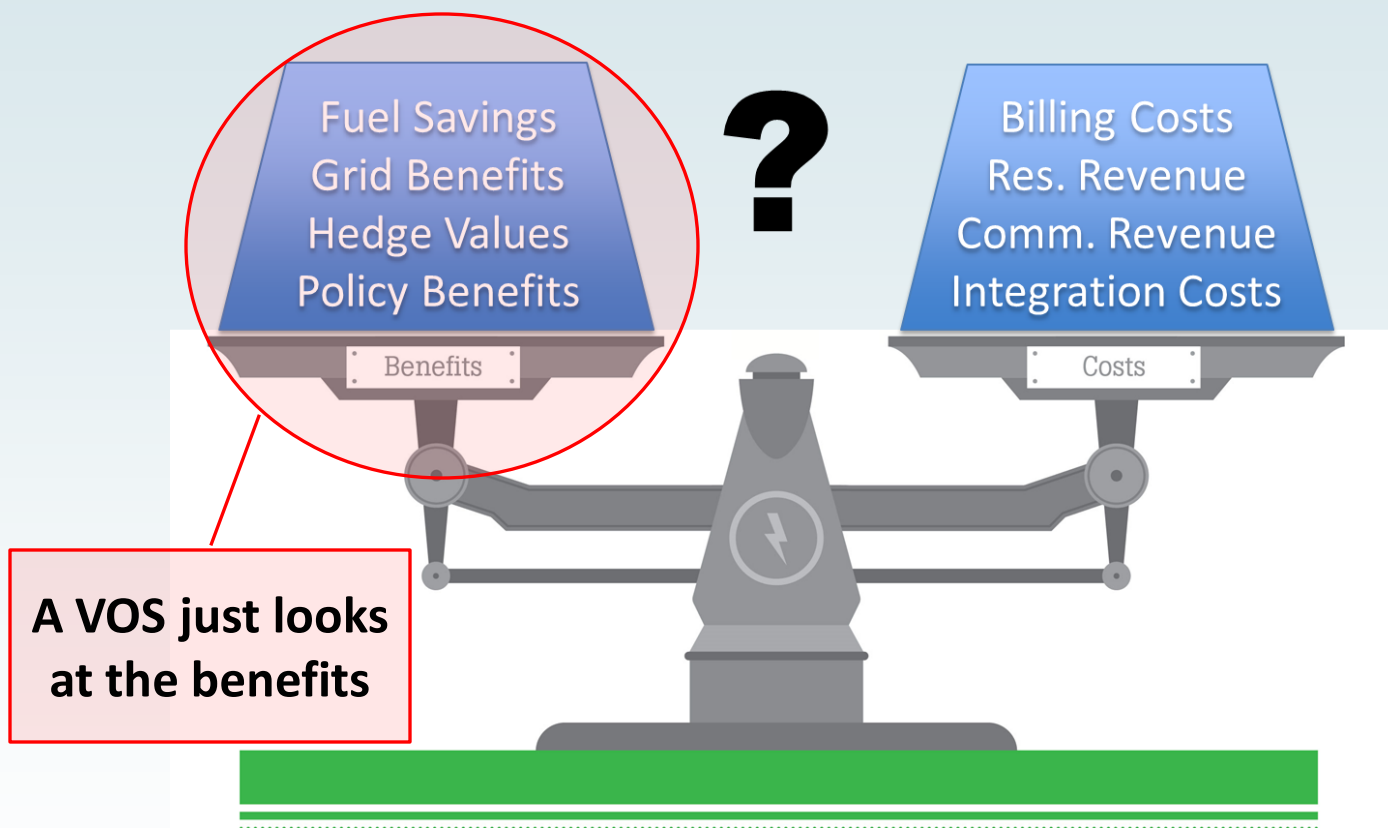 Fuel Savings
Grid Benefits
Hedge Values
Policy Benefits
Benefits
?
Billing Costs
Res. Revenue
Comm. Revenue
Integration Costs
Costs
A VOS just looks
at the benefits